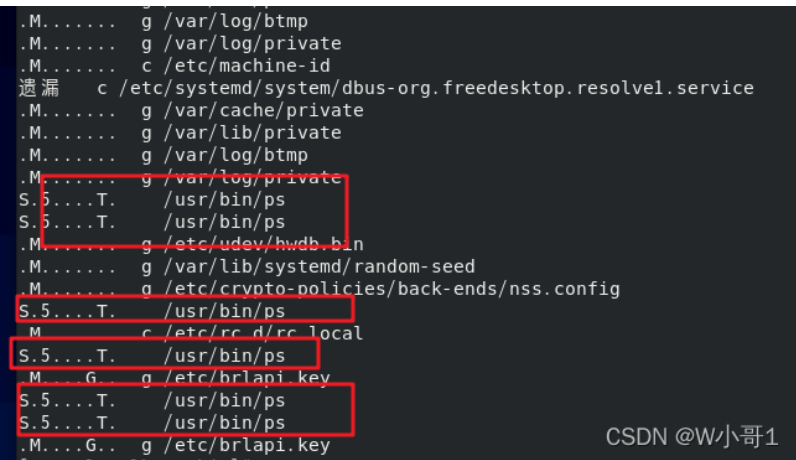 .M.......  g /var/log/btmp
.M.......  g /var/log/private
.M.......  c /etc/machine-id
遗漏   c /etc/systemd/system/dbus-org.freedesktop.resolve1.service
.M.......  g /var/cache/private
.M.......  g /var/lib/private
.M.......  g /var/log/btmp
.M.......  g /var/log/private
S.5....T.    /usr/bin/ps
S.5....T.    /usr/bin/ps
.M.......  g /etc/udev/hwdb.bin
.M.......  g /var/lib/systemd/random-seed
.M.......  g /etc/crypto-policies/back-ends/nss.config
S.5....T.    /usr/bin/ps
.M.......  c /etc/rc.d/rc.local
S.5....T.    /usr/bin/ps
.M....G..  g /etc/brlapi.key
S.5....T.    /usr/bin/ps
S.5....T.    /usr/bin/ps
.M....G..  g /etc/brlapi.key
CSDN @W小哥1